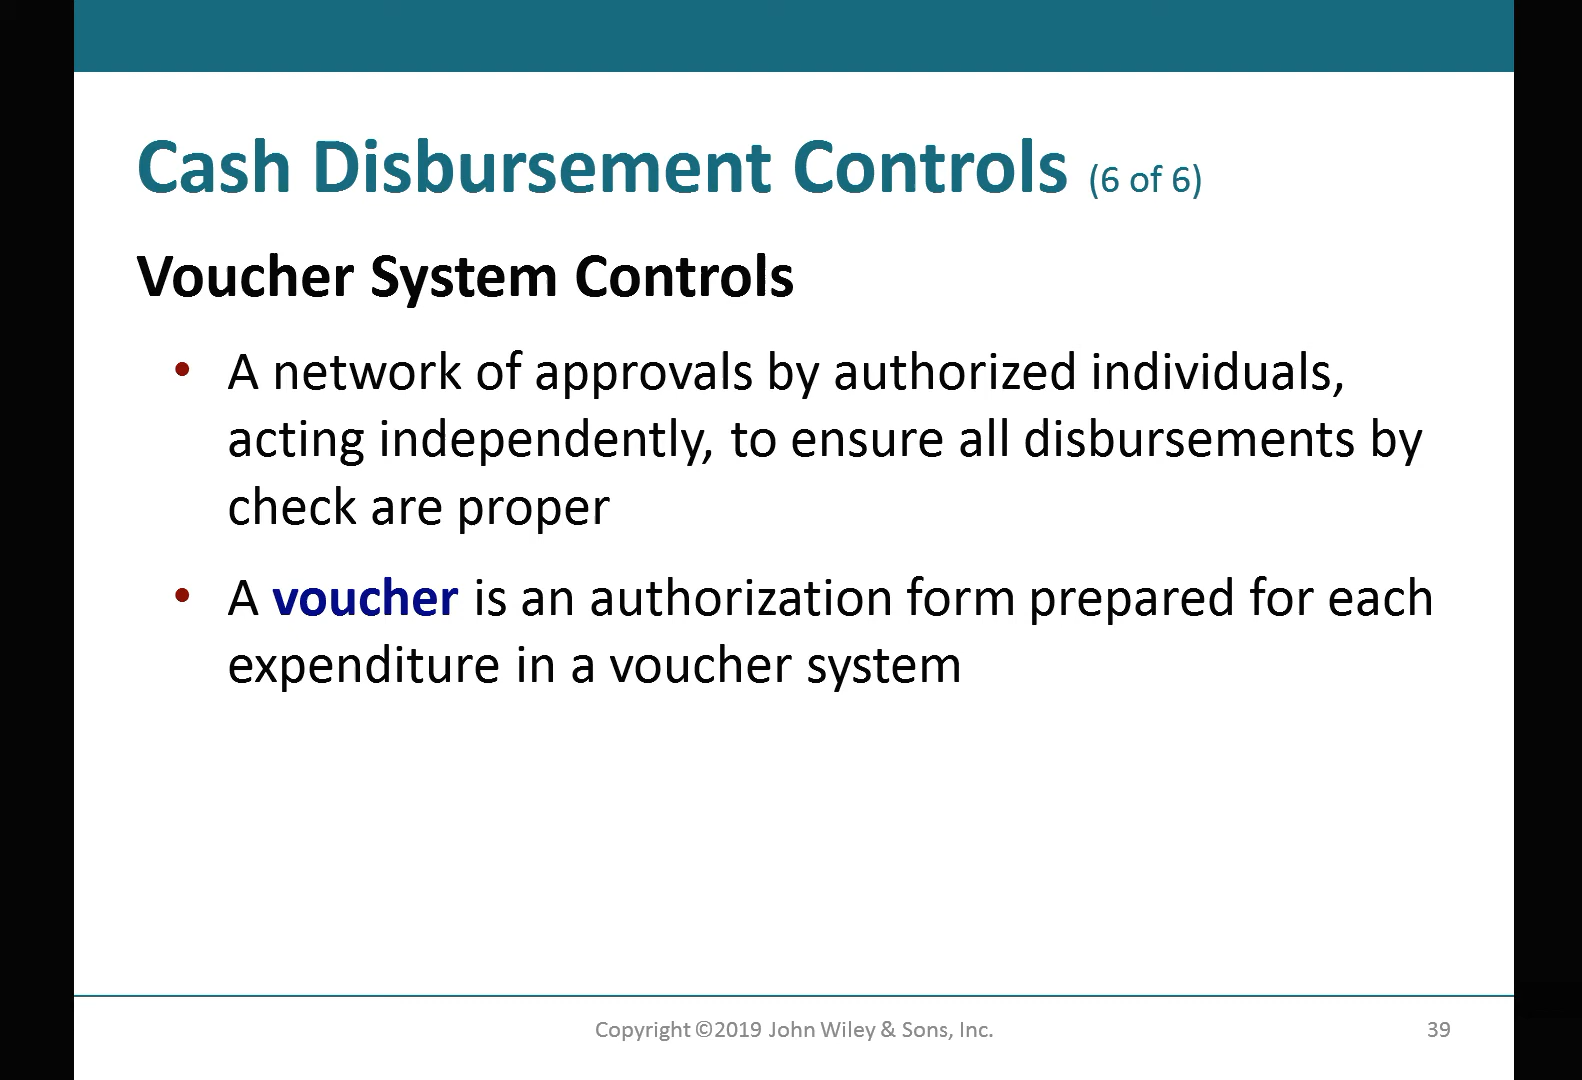 Cash Disbursement Controls (6 of 6)
Voucher System Controls
• A network of approvals by authorized individuals,
acting independently, to ensure all disbursements by
check are proper
• A voucher is an authorization form prepared for each
expenditure in a voucher system
Copyright ©2019 John Wiley & Sons, Inc.
39